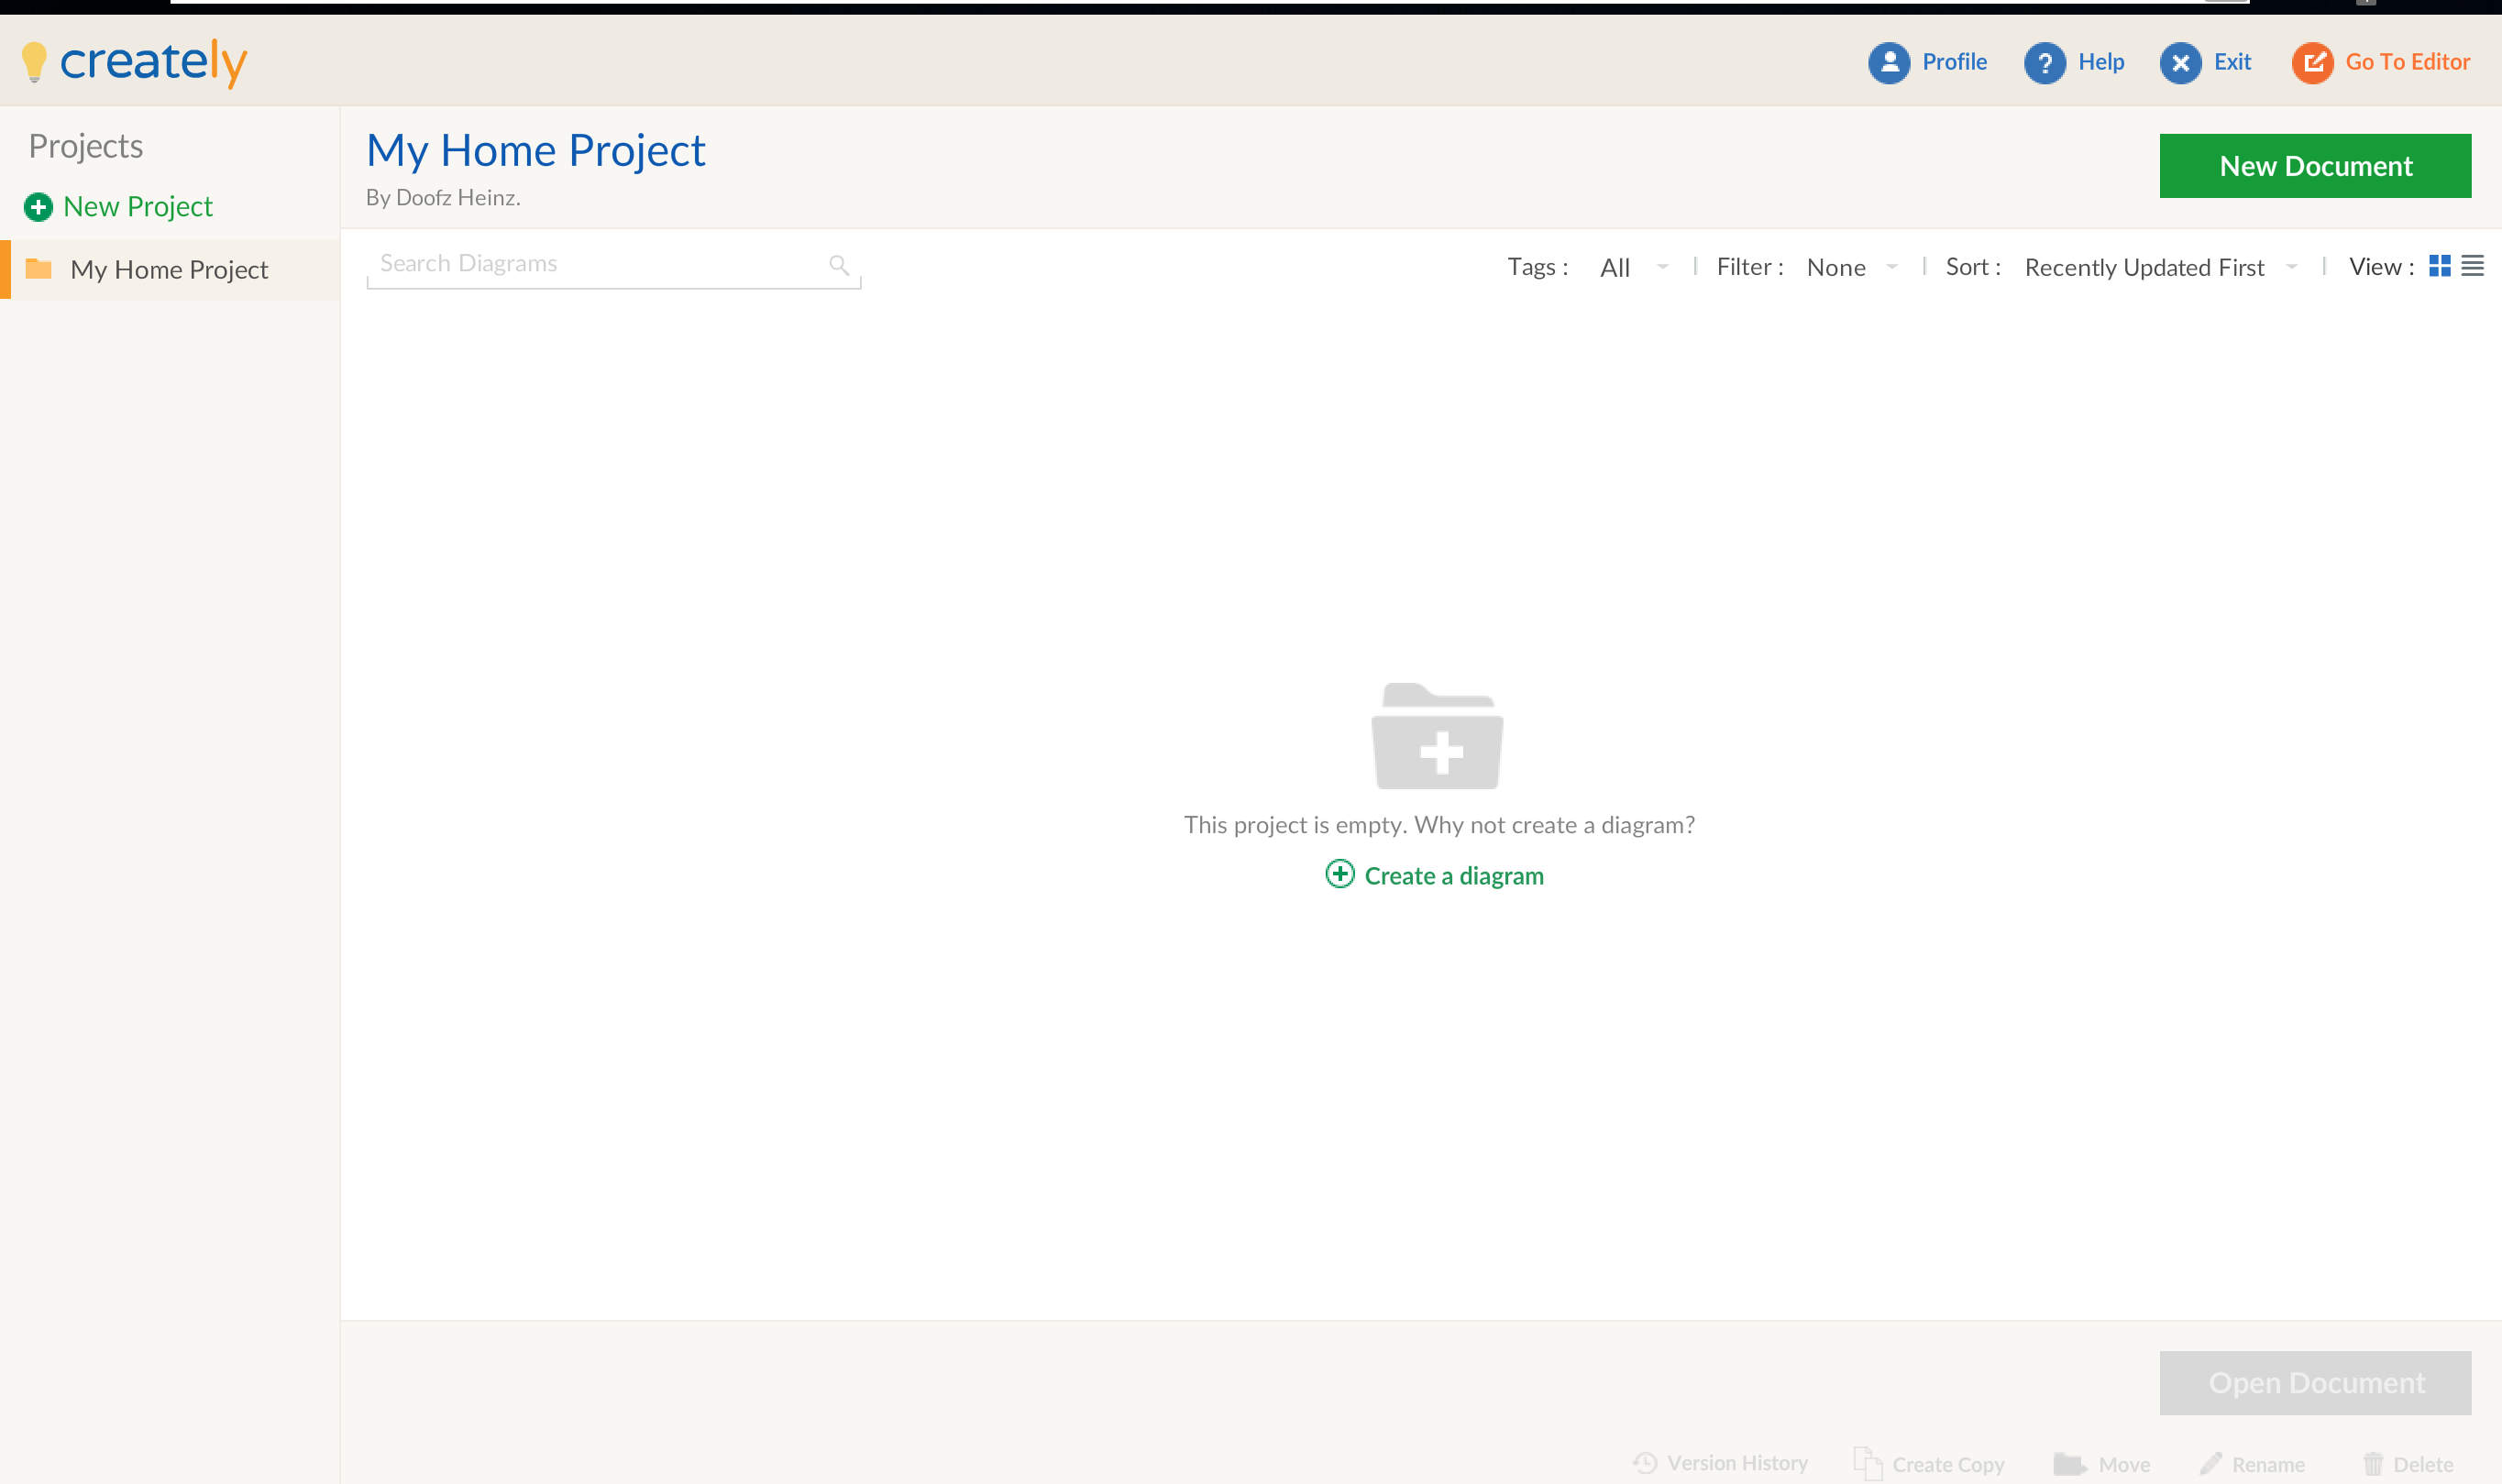 creately
Profile
Help
Exit
Go To Editor
Projects
New Project
My Home Project
My Home Project
By Doofz Heinz.
New Document
Search Diagrams
Tags : All | Filter : None | Sort : Recently Updated First | View :
This project is empty. Why not create a diagram?
Create a diagram
Open Document
Version History
Create Copy
Move
Rename
Delete